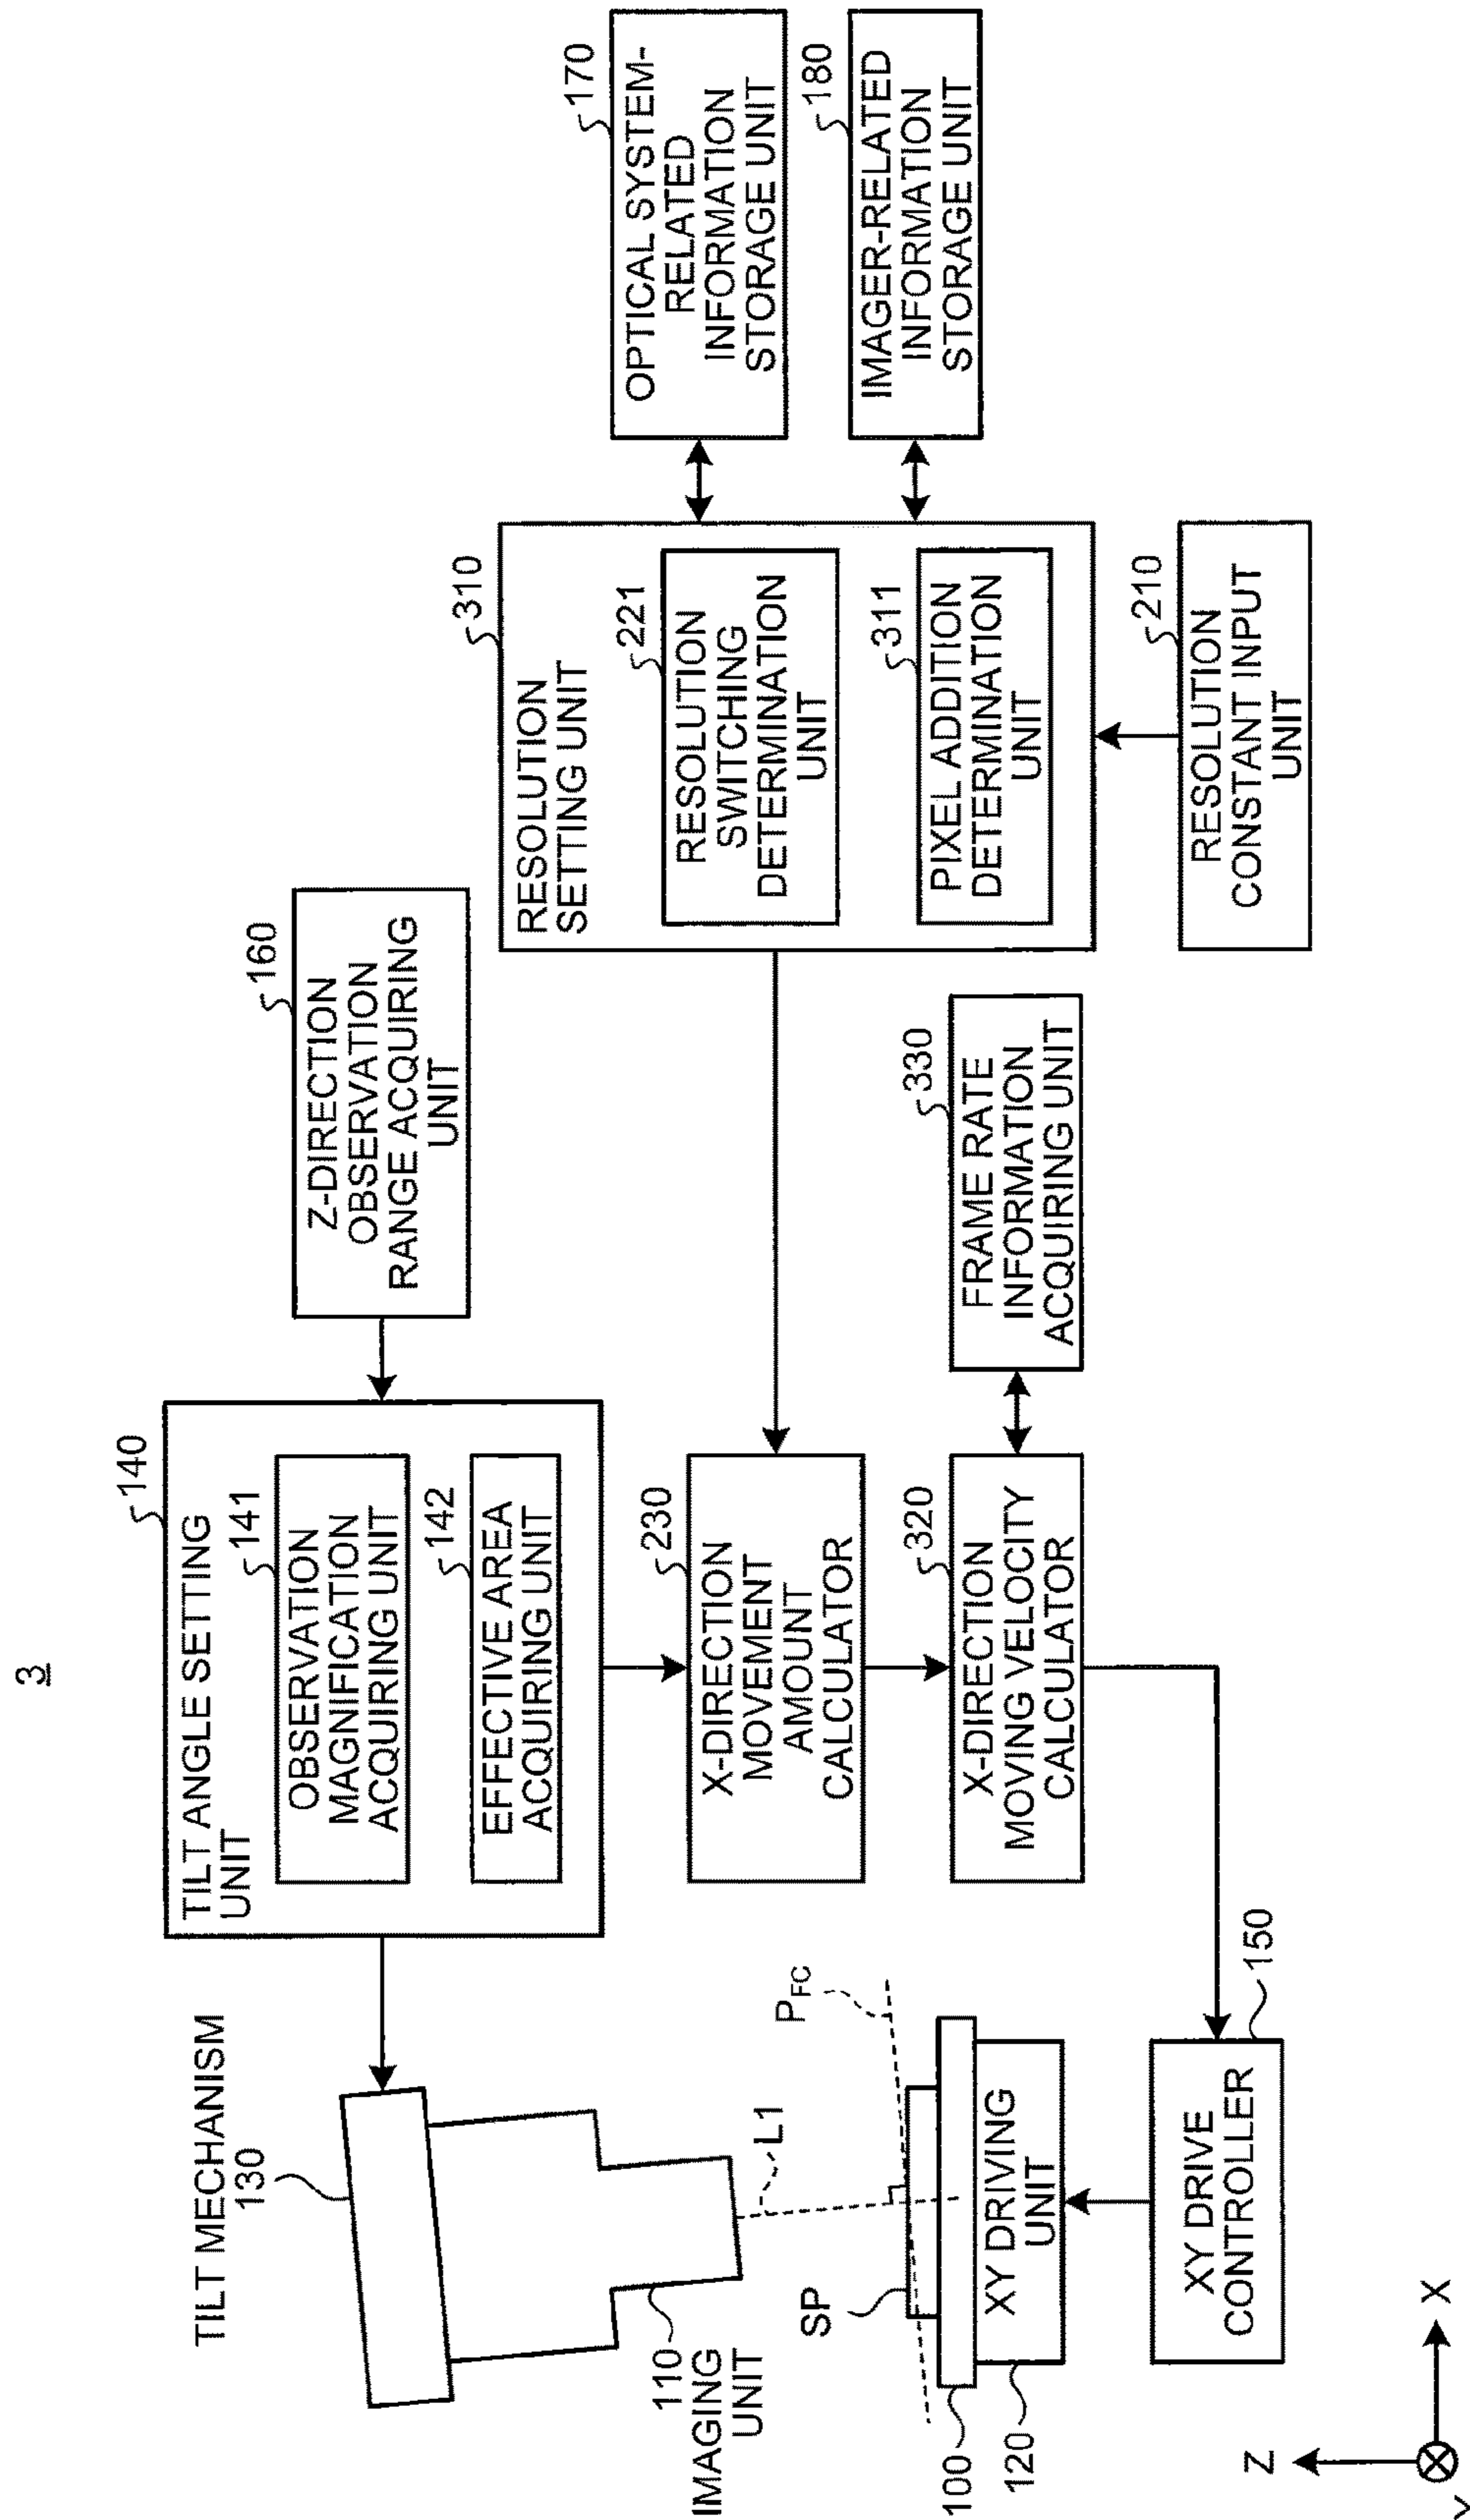 3
TILT MECHANISM
130
110
IMAGING
UNIT
L1
P_FC
SP
100
120
XY DRIVING
UNIT
XY DRIVE
CONTROLLER
150
Z
X
Y
140
TILT ANGLE SETTING
UNIT
141
OBSERVATION
MAGNIFICATION
ACQUIRING UNIT
142
EFFECTIVE AREA
ACQUIRING UNIT
230
X-DIRECTION
MOVEMENT
AMOUNT
CALCULATOR
320
X-DIRECTION
MOVING VELOCITY
CALCULATOR
160
Z-DIRECTION
OBSERVATION
RANGE ACQUIRING
UNIT
330
FRAME RATE
INFORMATION
ACQUIRING UNIT
310
RESOLUTION
SETTING UNIT
221
RESOLUTION
SWITCHING
DETERMINATION
UNIT
311
PIXEL ADDITION
DETERMINATION
UNIT
210
RESOLUTION
CONSTANT INPUT
UNIT
170
OPTICAL SYSTEM-
RELATED
INFORMATION
STORAGE UNIT
180
IMAGER-RELATED
INFORMATION
STORAGE UNIT